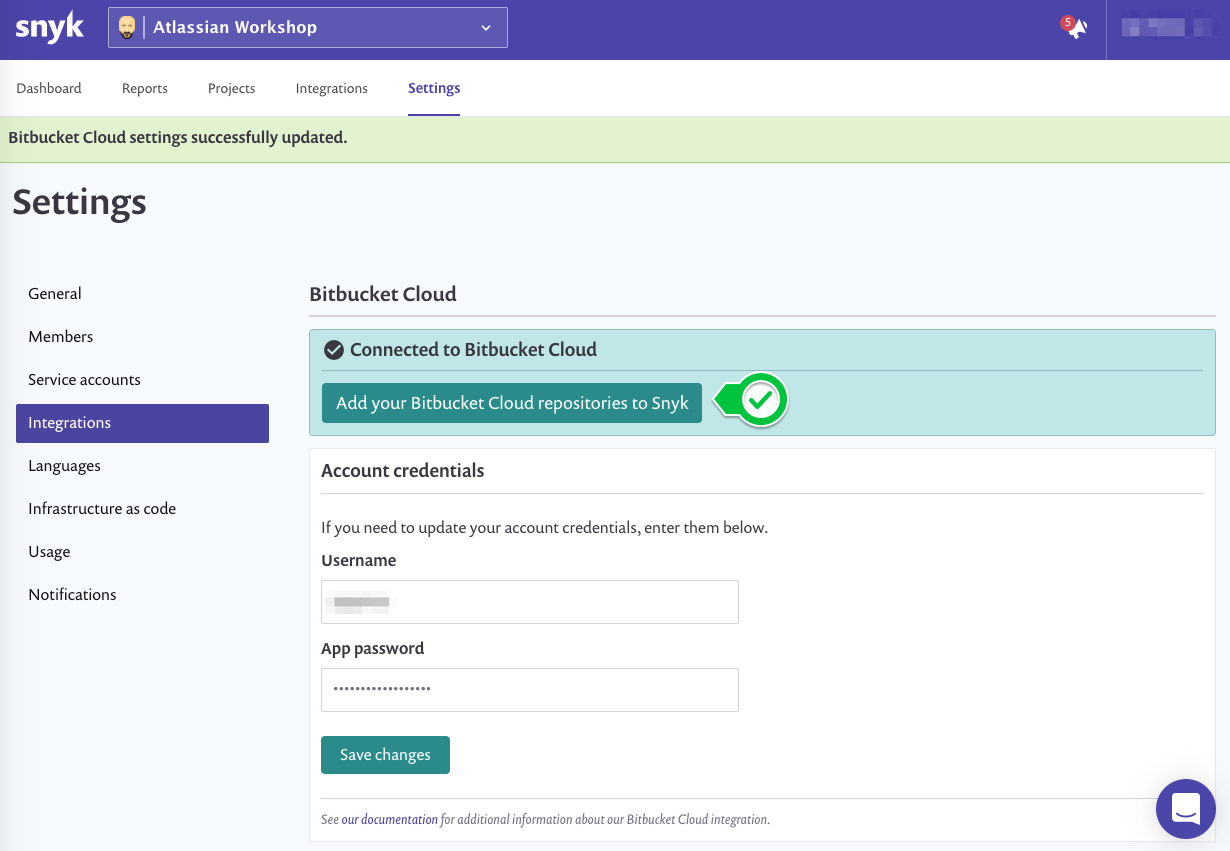 snyk
Atlassian Workshop
5
Dashboard
Reports
Projects
Integrations
Settings
Bitbucket Cloud settings successfully updated.
Settings
General
Members
Service accounts
Integrations
Languages
Infrastructure as code
Usage
Notifications
Bitbucket Cloud
Connected to Bitbucket Cloud
Add your Bitbucket Cloud repositories to Snyk
Account credentials
If you need to update your account credentials, enter them below.
Username
App password
••••••••••••••••••
Save changes
See our documentation for additional information about our Bitbucket Cloud integration.